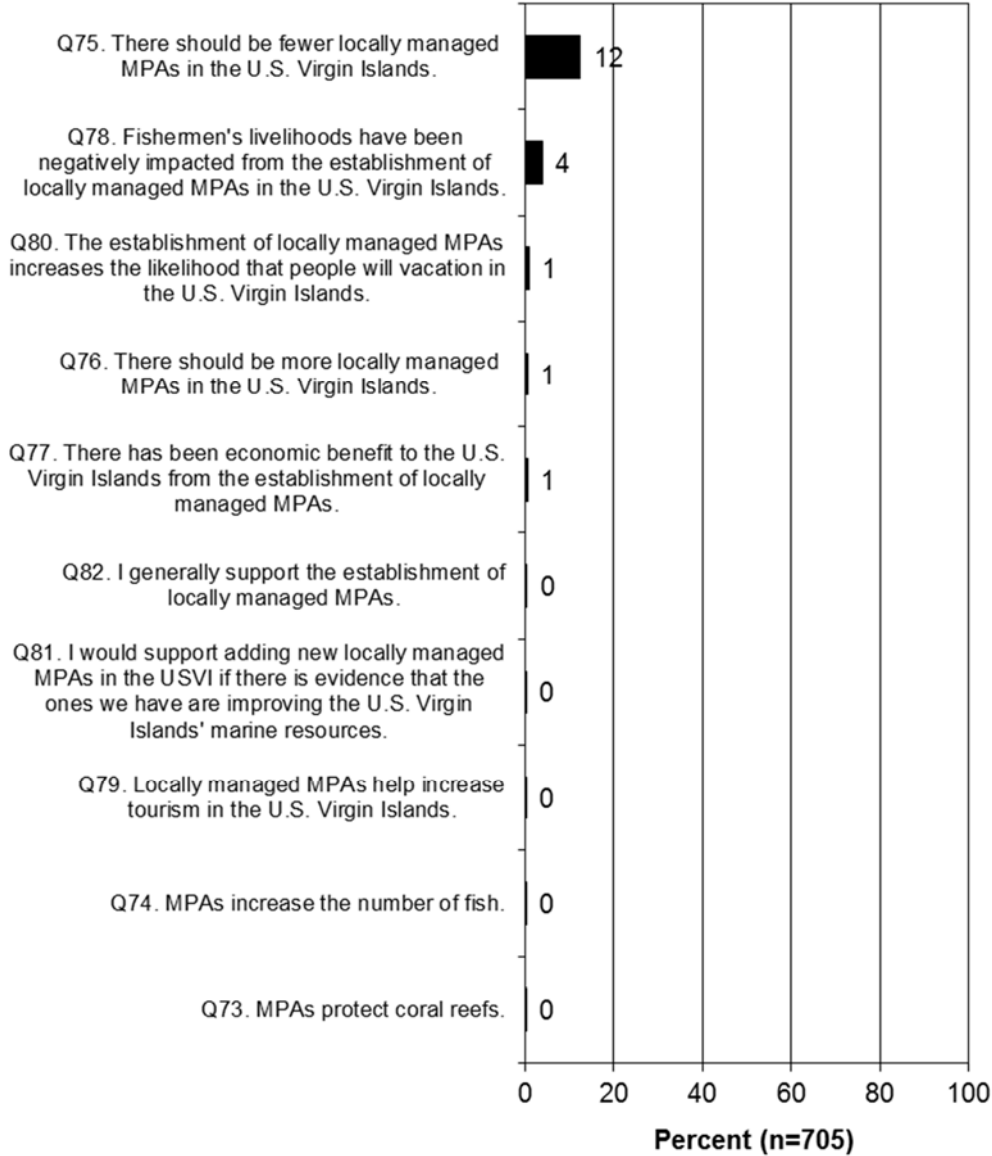 Q75. There should be fewer locally managed
MPAs in the U.S. Virgin Islands.
12
Q78. Fishermen's livelihoods have been
negatively impacted from the establishment of
locally managed MPAs in the U.S. Virgin Islands.
4
Q80. The establishment of locally managed MPAs
increases the likelihood that people will vacation in
the U.S. Virgin Islands.
1
Q76. There should be more locally managed
MPAs in the U.S. Virgin Islands.
1
Q77. There has been economic benefit to the U.S.
Virgin Islands from the establishment of locally
managed MPAs.
1
Q82. I generally support the establishment of
locally managed MPAs.
0
Q81. I would support adding new locally managed
MPAs in the USVI if there is evidence that the
ones we have are improving the U.S. Virgin
Islands' marine resources.
0
Q79. Locally managed MPAs help increase
tourism in the U.S. Virgin Islands.
0
Q74. MPAs increase the number of fish.
0
Q73. MPAs protect coral reefs.
0
0 20 40 60 80 100
Percent (n=705)